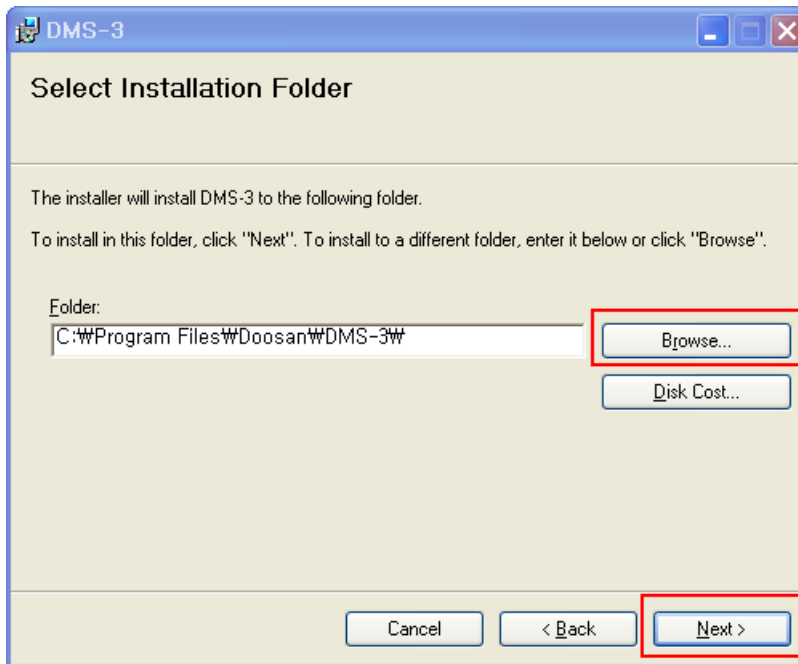 DMS-3
Select Installation Folder
The installer will install DMS-3 to the following folder.
To install in this folder, click "Next". To install to a different folder, enter it below or click "Browse".
Folder:
C:₩Program Files₩Doosan₩DMS-3₩
Browse...
Disk Cost...
Cancel
< Back
Next >